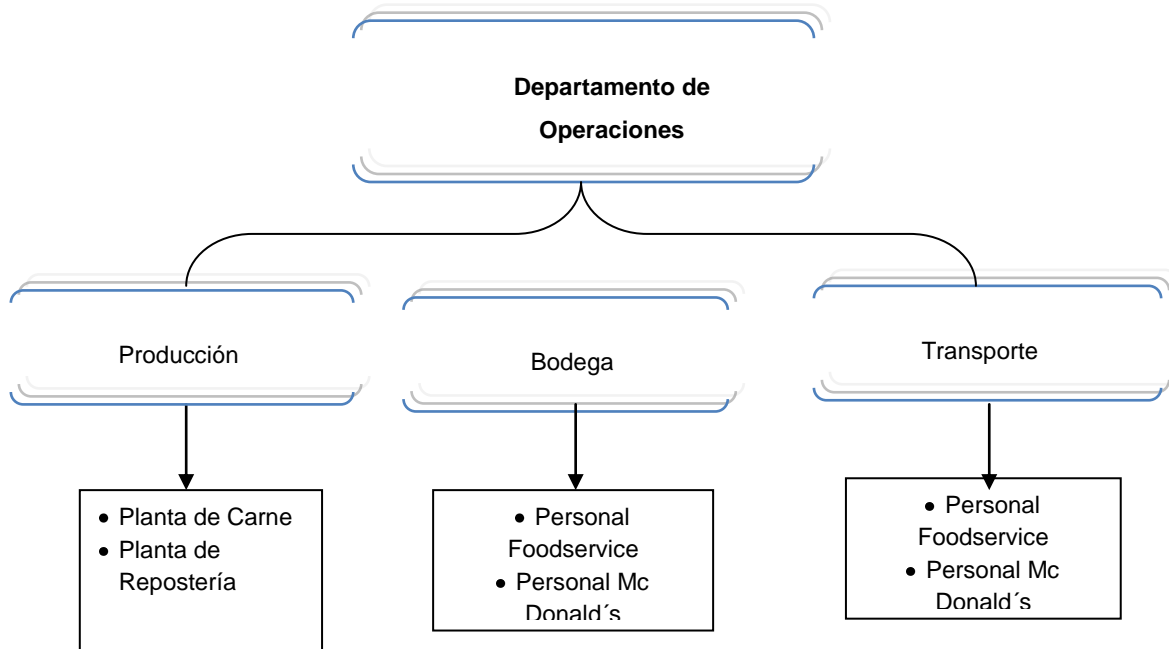 Departamento de
Operaciones
Producción
Bodega
Transporte
• Planta de Carne
• Planta de
Repostería
• Personal
Foodservice
• Personal Mc
Donald´s
• Personal
Foodservice
• Personal Mc
Donald´s